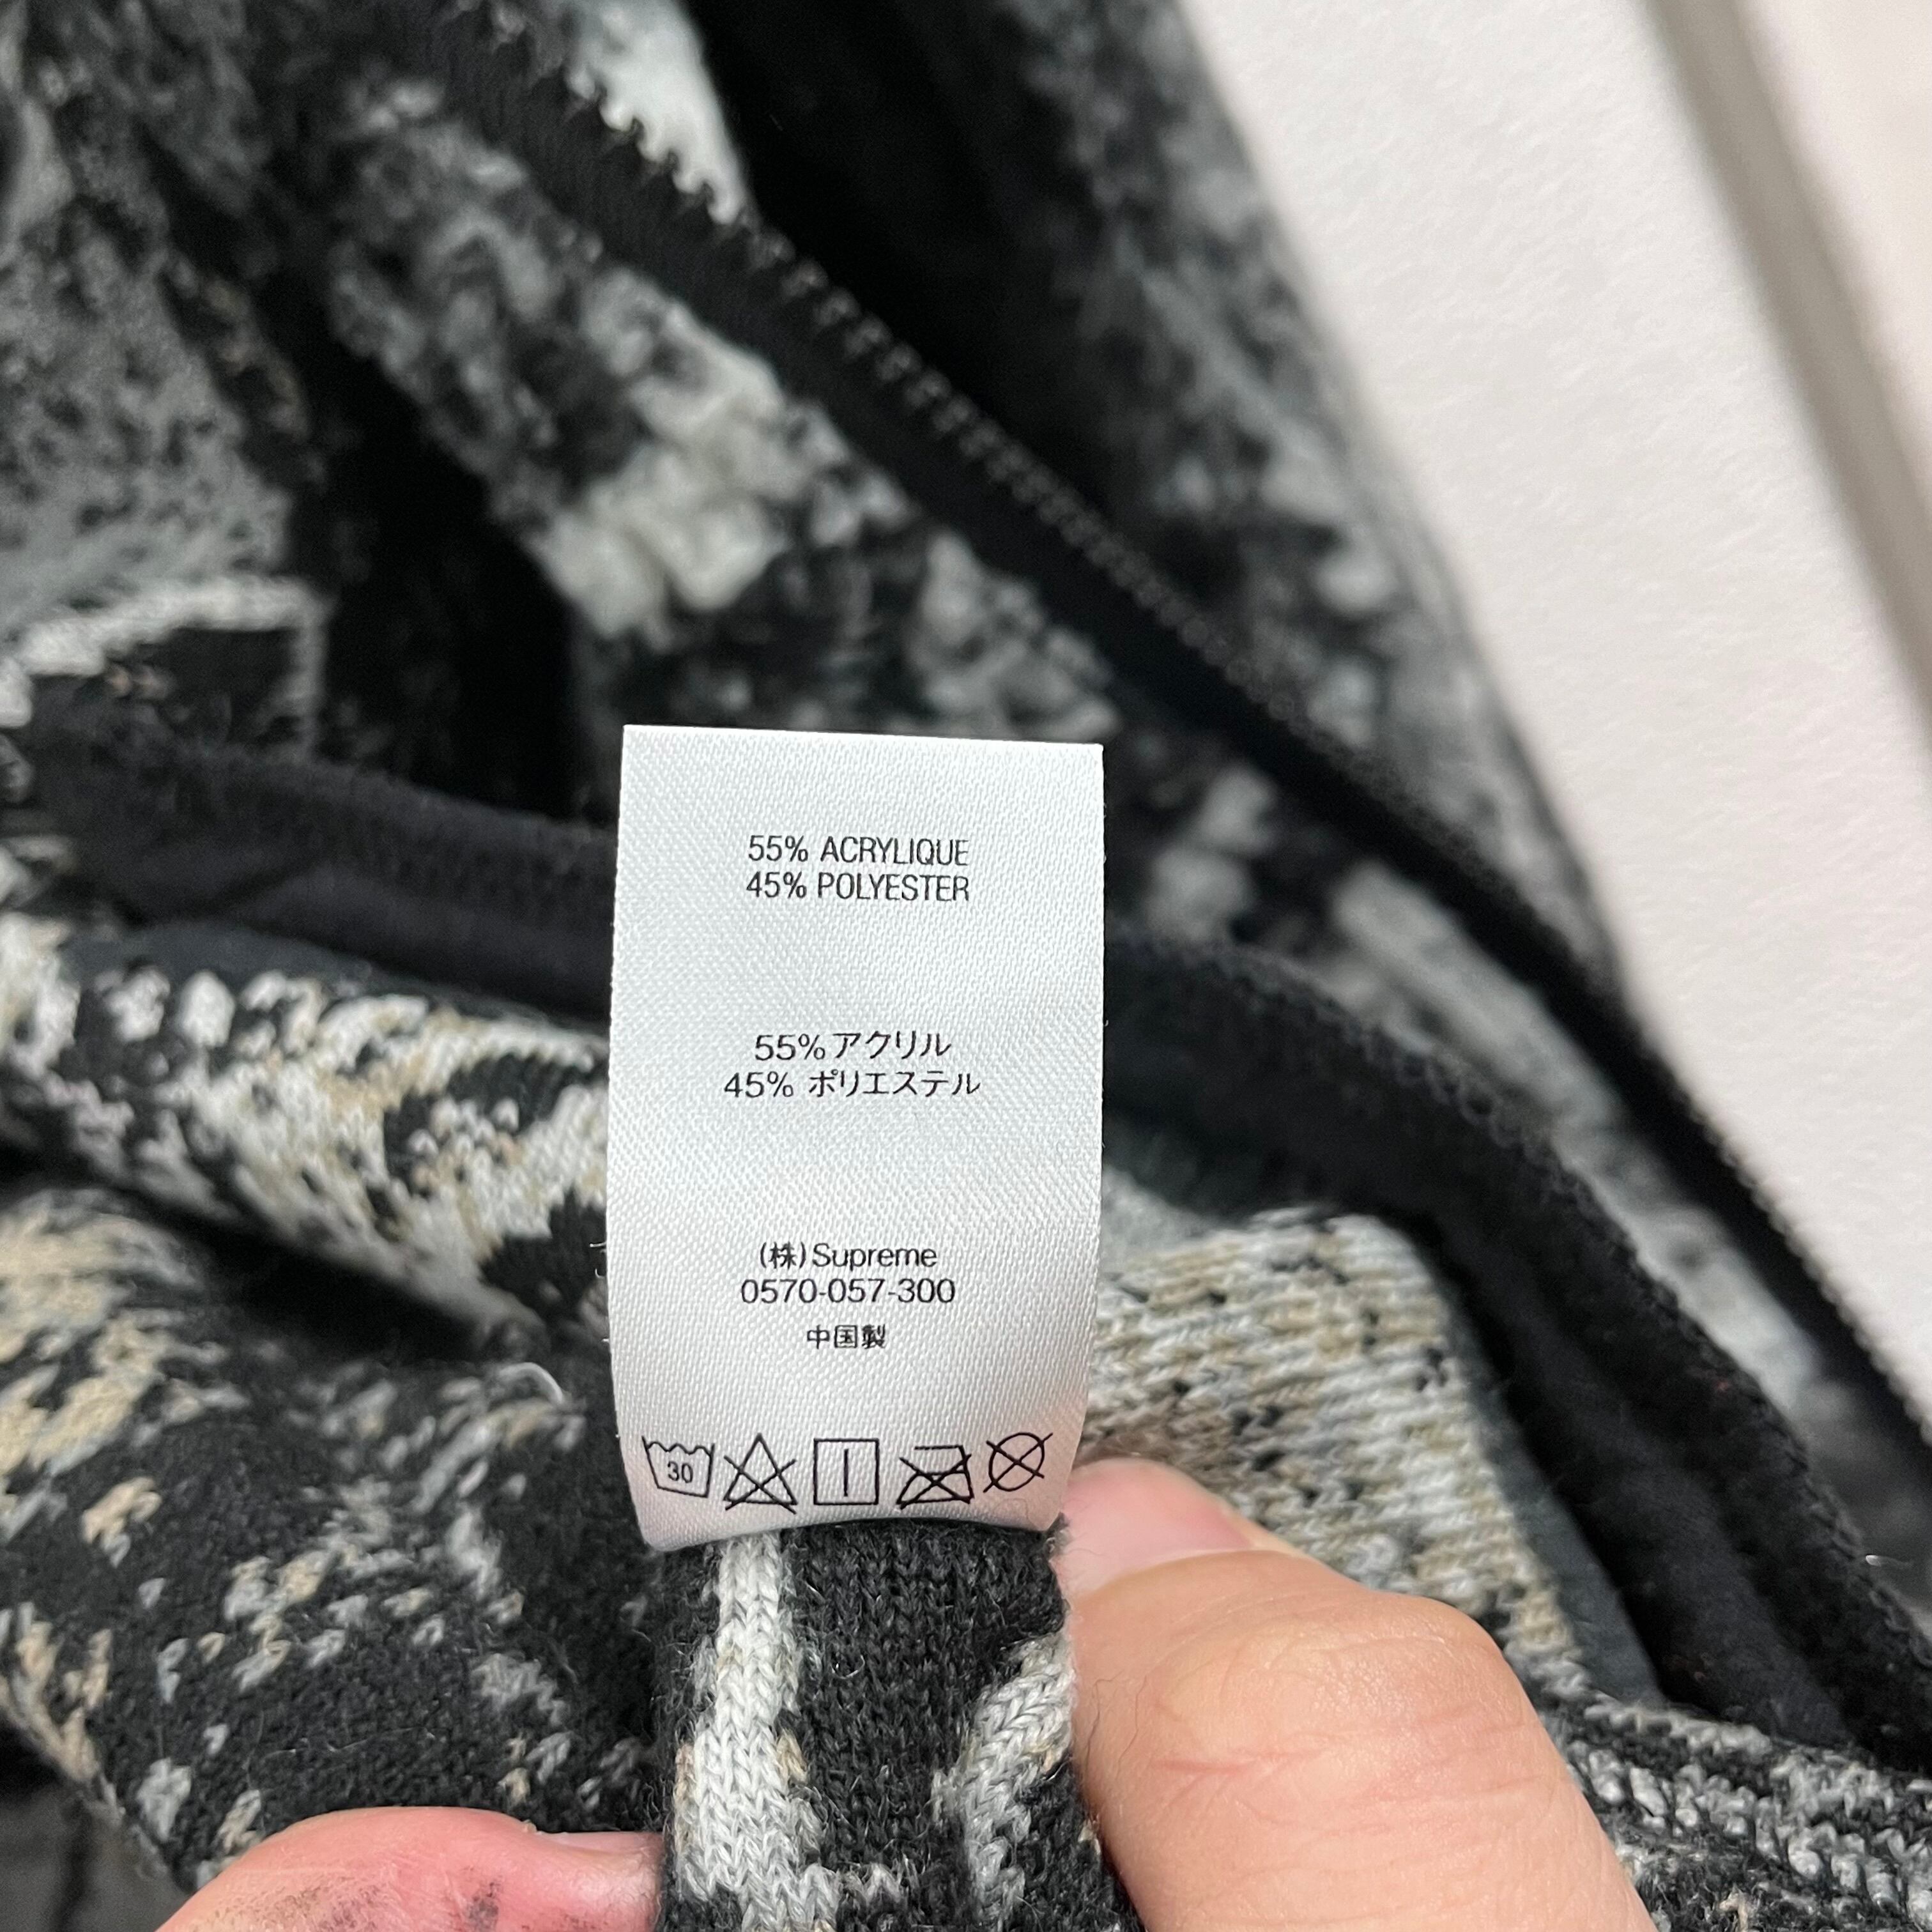 55% ACRYLIQUE
45% POLYESTER
55%アクリル
45% ポリエステル
(株)Supreme
0570-057-300
中国製
30